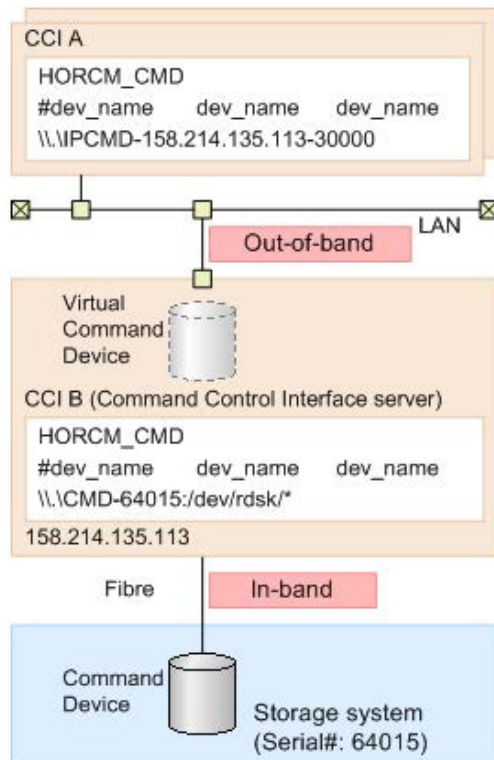 CCI A
HORCM_CMD
#dev_name dev_name dev_name
\\.\IPCMD-158.214.135.113-30000
LAN
Out-of-band
Virtual
Command
Device
CCI B (Command Control Interface server)
HORCM_CMD
#dev_name dev_name dev_name
\\.\CMD-64015:/dev/rdsk/*
158.214.135.113
Fibre
In-band
Command
Device
Storage system
(Serial#: 64015)